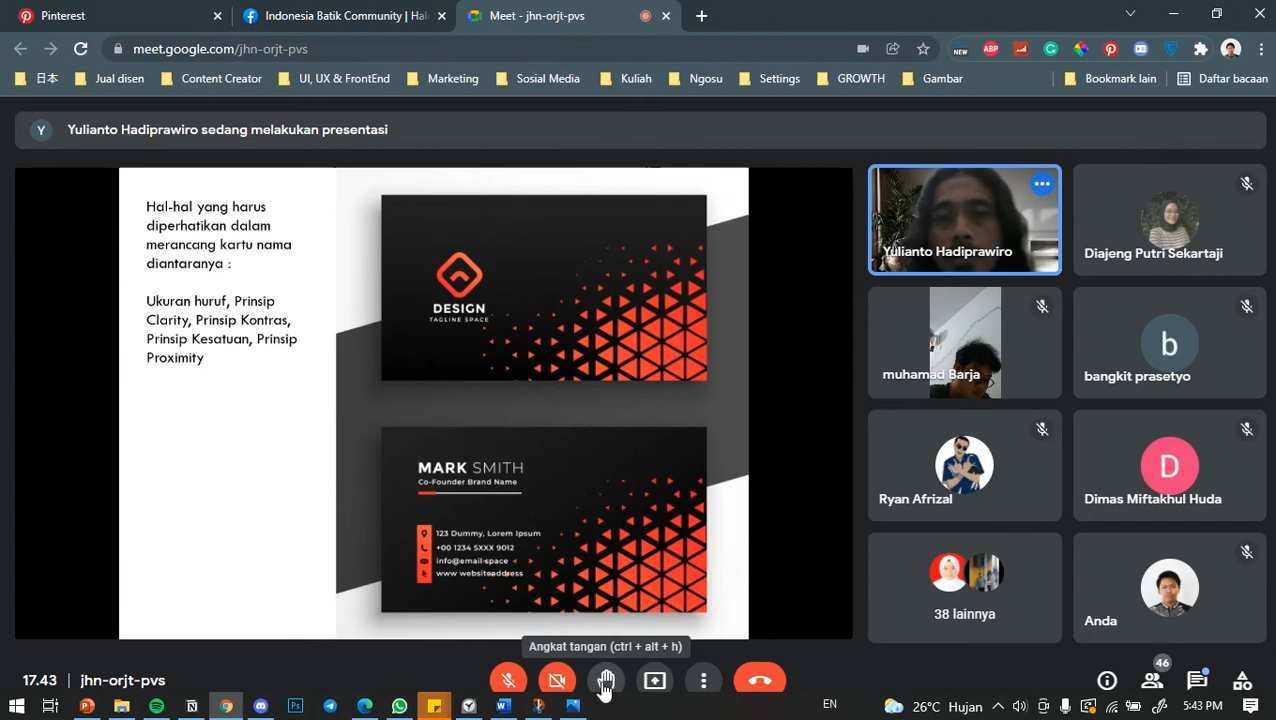 Pinterest
Indonesia Batik Community | Hal
Meet - jhn-orjt-pvs
meet.google.com/jhn-orjt-pvs
NEW
ABP
日本
Jual disen
Content Creator
UI, UX & FrontEnd
Marketing
Social Media
Kuliah
Ngosu
Settings
GROWTH
Gambar
Bookmark lain
Daftar bacaan
Y
Yulianto Hadiprawiro sedang melakukan presentasi
Hal-hal yang harus
diperhatikan dalam
merancang kartu nama
diantaranya :
Ukuran huruf, Prinsip
Clarity, Prinsip Kontras,
Prinsip Kesatuan, Prinsip
Proximity
DESIGN
TAGLINE SPACE
MARK SMITH
Co-Founder Brand Name
123 Dummy, Lorem Ipsum
+00 1234 5XXX 9012
info@email space
www websiteaddress
Yulianto Hadiprawiro
Diajeng Putri Sekartaji
muhamad Barja
b
bangkit prasetyo
Ryan Afrizal
D
Dimas Miftakhul Huda
38 lainnya
Anda
Angkat tangan (ctrl + alt + h)
17.43
jhn-orjt-pvs
46
Ps
EN
26°C Hujan
5:43 PM